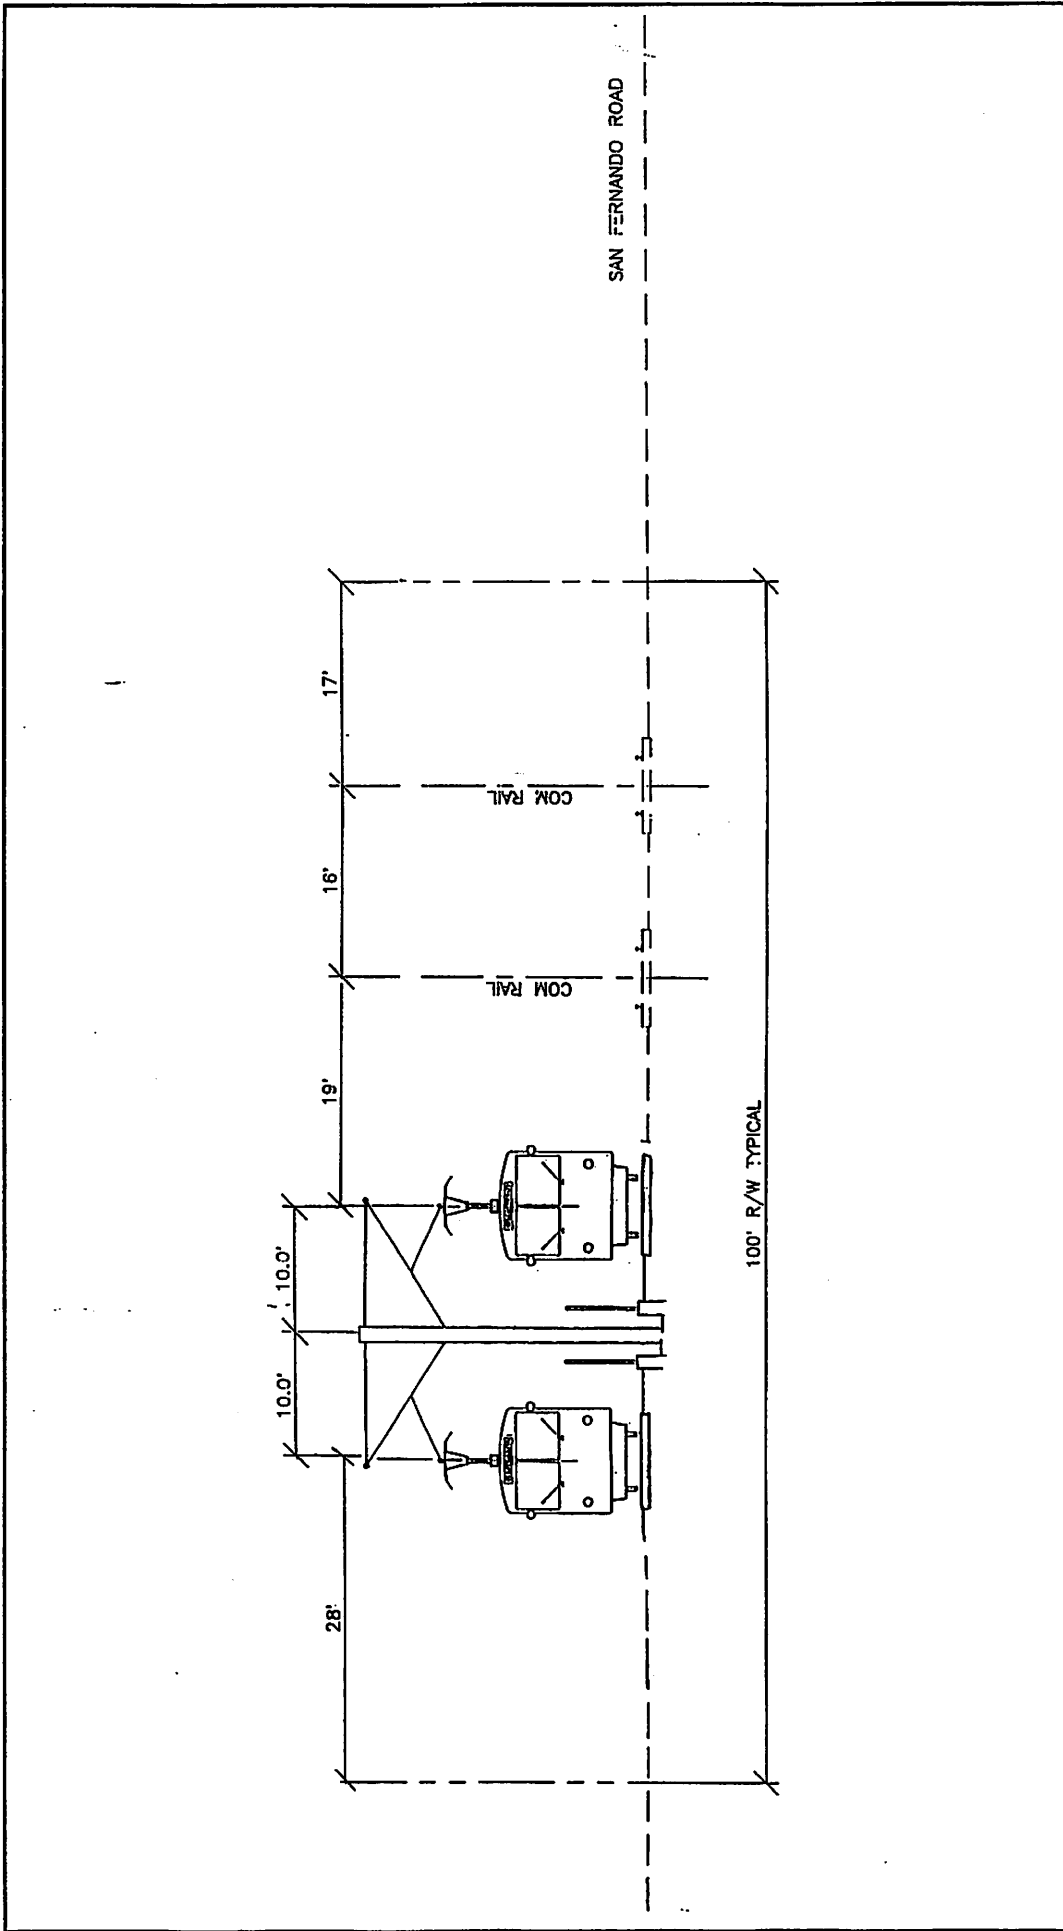 28'
10.0'
10.0'
19'
16'
17'
COM RAIL
COM RAIL
SAN FERNANDO ROAD
100' R/W TYPICAL